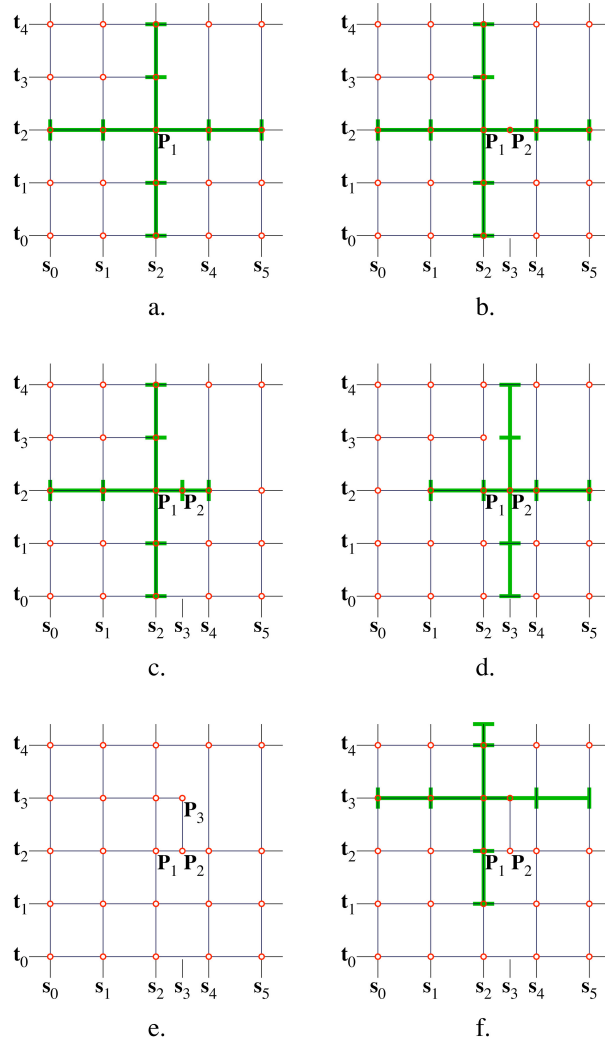 t4 t4
t3 t3
t2 P1 t2 P1 P2
t1 t1
t0 t0
s0 s1 s2 s4 s5 s0 s1 s2 s3 s4 s5
a. b.
t4 t4
t3 t3
t2 P1 P2 t2 P1 P2
t1 t1
t0 t0
s0 s1 s2 s3 s4 s5 s0 s1 s2 s3 s4 s5
c. d.
t4 t4
t3 P3 t3
t2 P1 P2 t2 P1 P2
t1 t1
t0 t0
s0 s1 s2 s3 s4 s5 s0 s1 s2 s3 s4 s5
e. f.